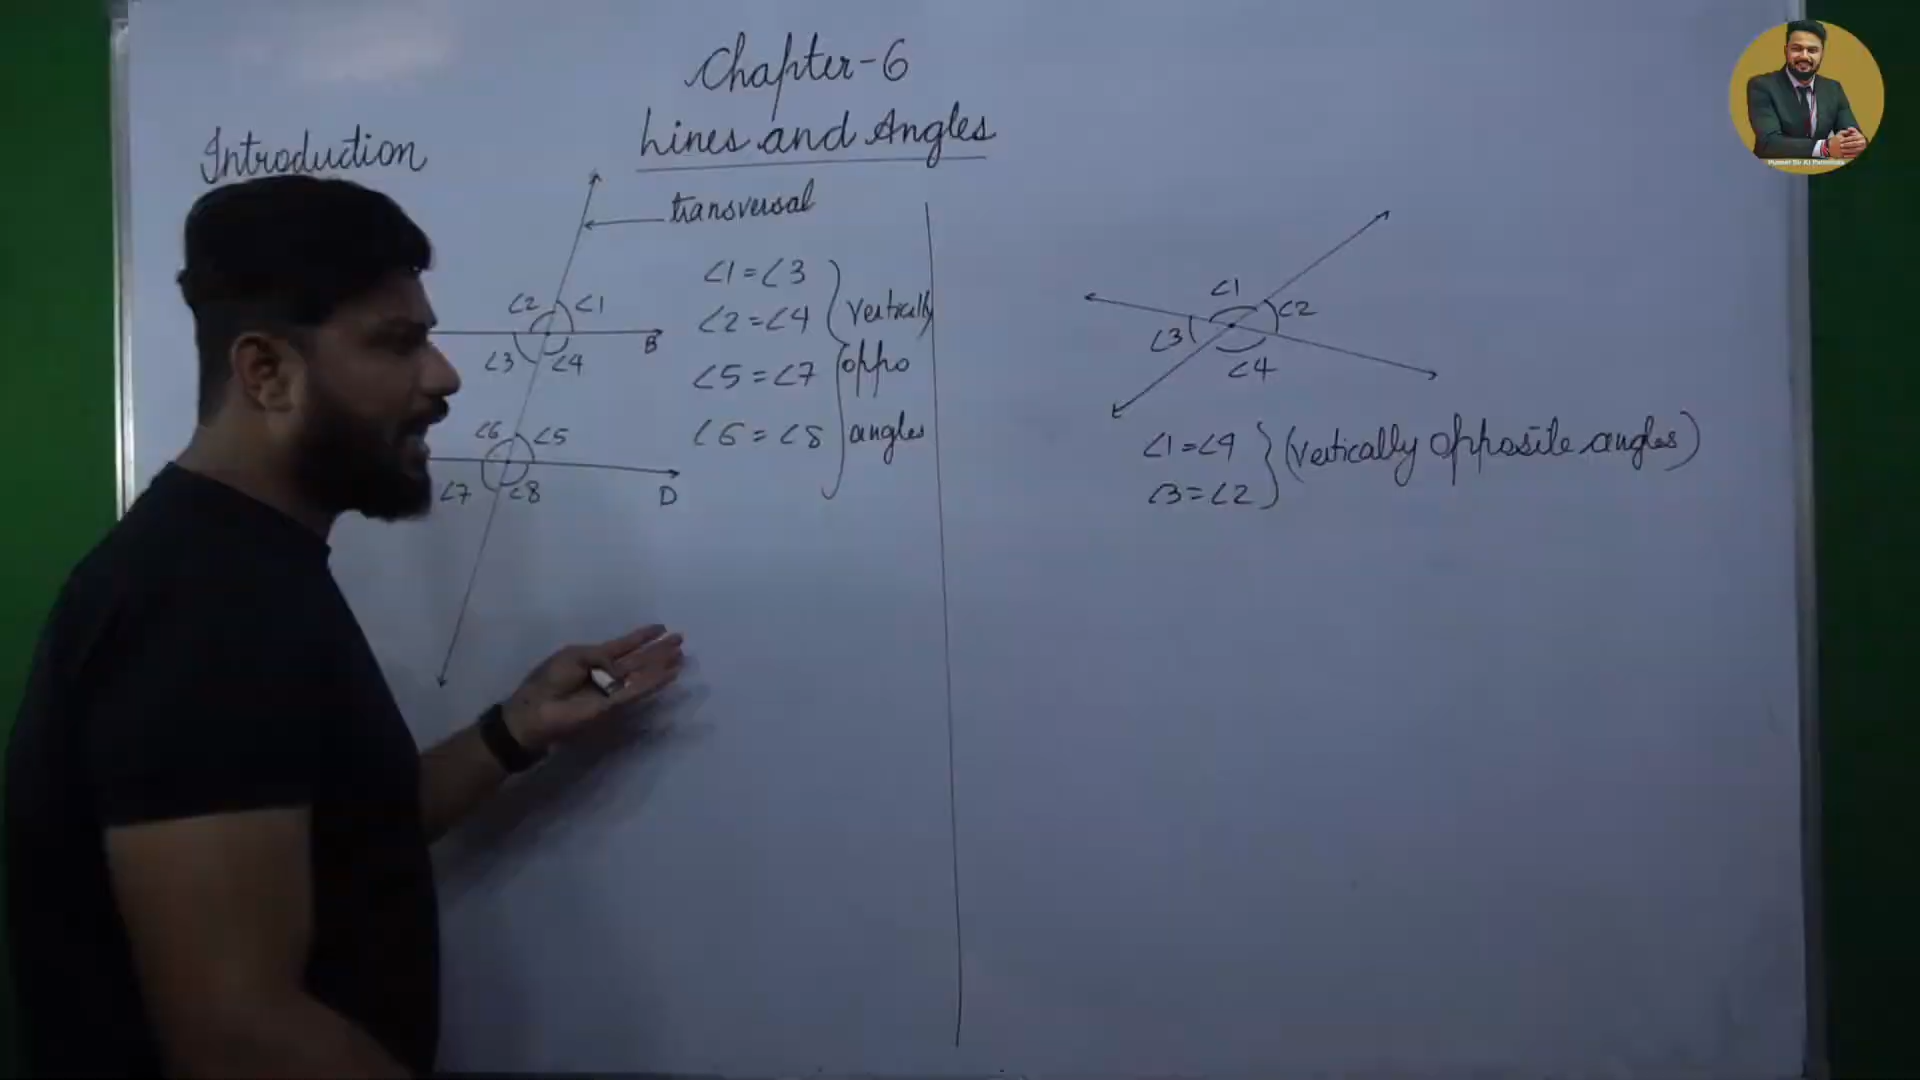 Chapter-6
Lines and Angles
Introduction
transversal
∠1=∠3
∠2=∠4
∠5=∠7
∠6=∠8
vertically
oppo
angles
∠2 ∠1
B
∠3 ∠4
∠6 ∠5
∠7 ∠8
D
∠1
∠2
∠3
∠4
∠1=∠4
∠3=∠2
(vertically opposite angles)